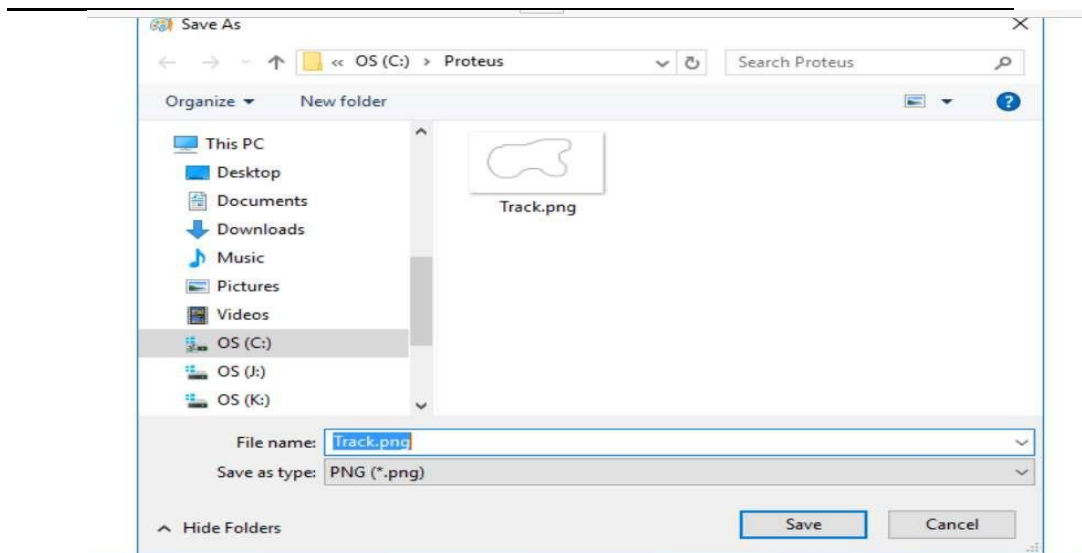 Save As
« OS (C:) › Proteus
Search Proteus
Organize
New folder
This PC
Desktop
Documents
Downloads
Music
Pictures
Videos
OS (C:)
OS (J:)
OS (K:)
Track.png
File name: Track.png
Save as type: PNG (*.png)
Hide Folders
Save
Cancel